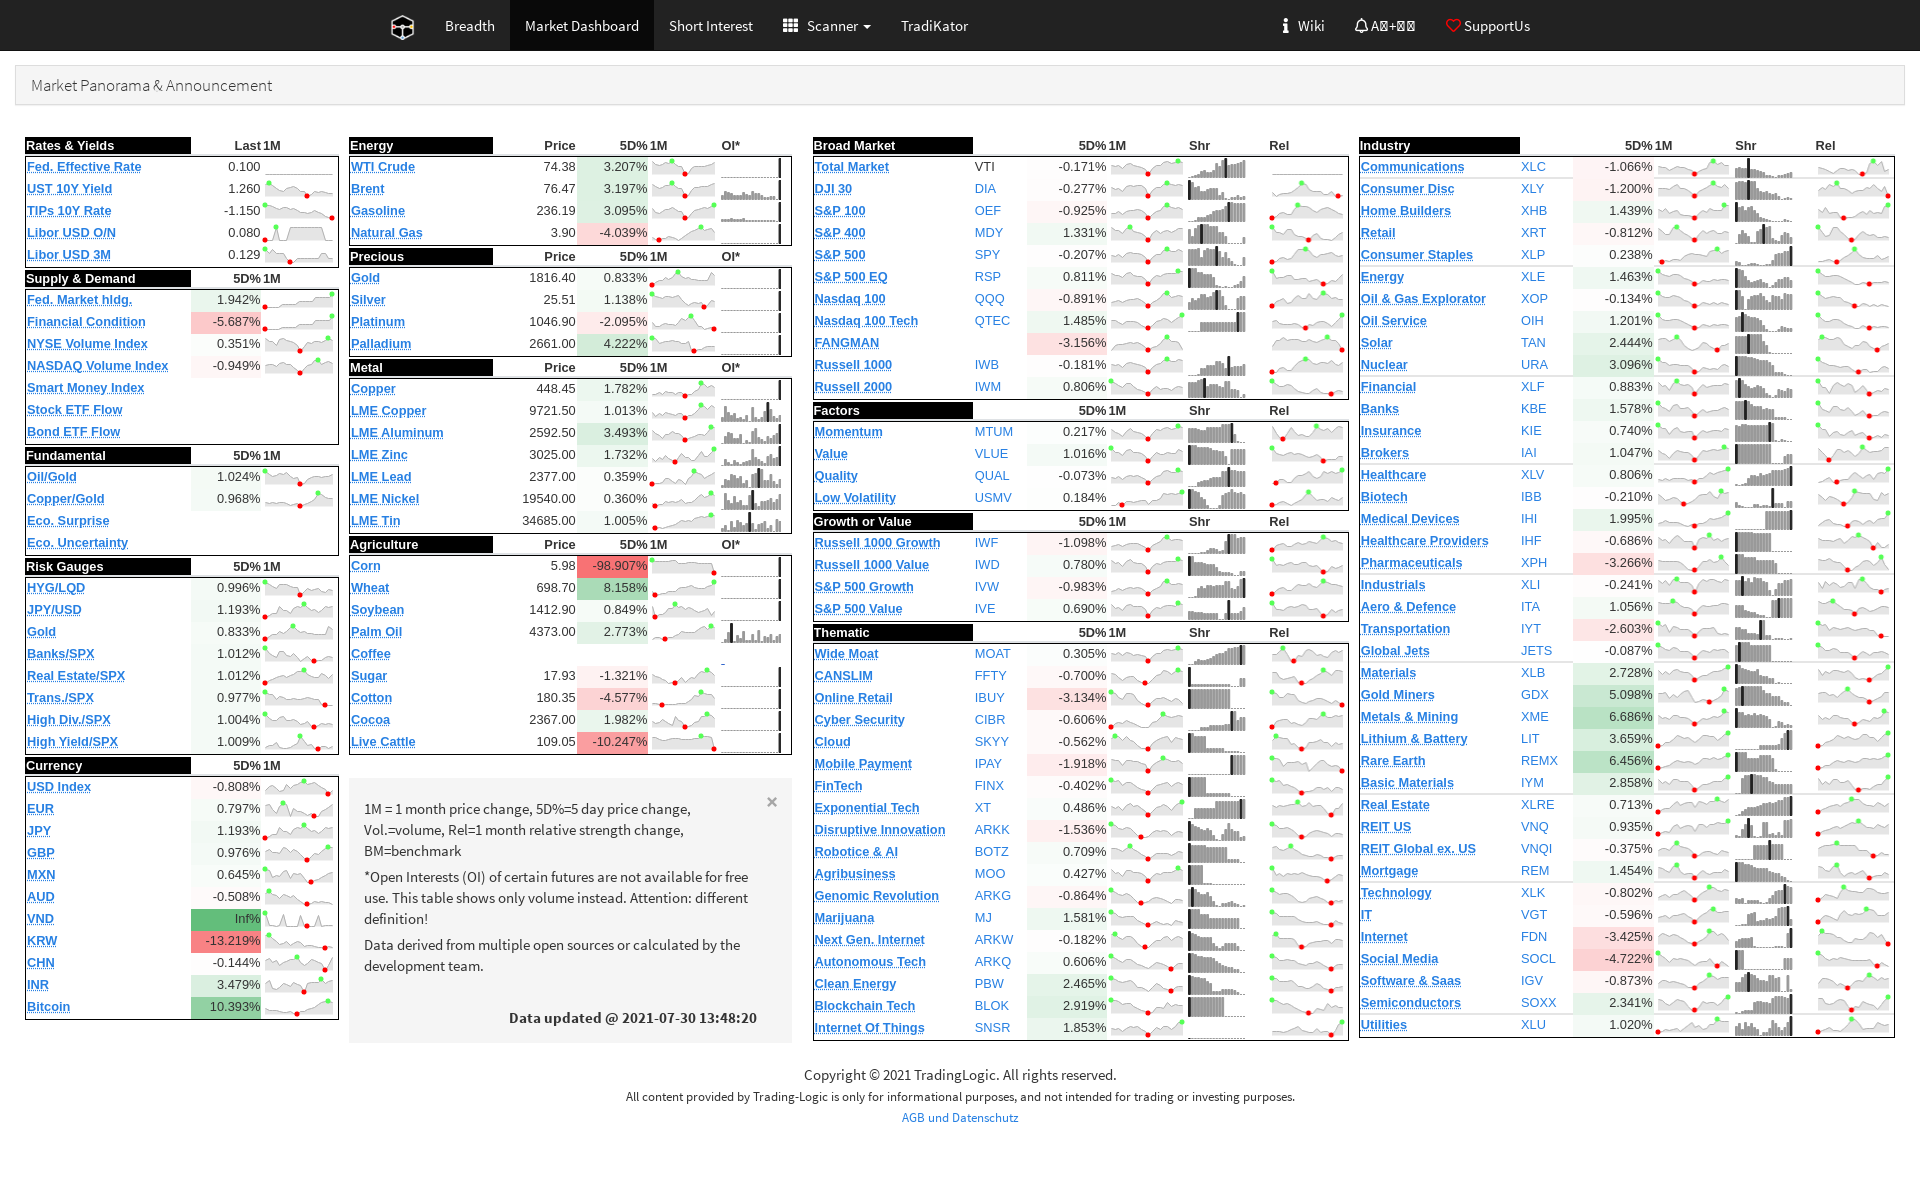 Breadth Market Dashboard Short Interest Scanner TradiKator Wiki SupportUs
Market Panorama & Announcement
Rates & Yields Last 1M
Fed. Effective Rate 0.100
UST 10Y Yield 1.260
TIPs 10Y Rate -1.150
Libor USD O/N 0.080
Libor USD 3M 0.129
Supply & Demand 5D% 1M
Fed. Market hldg. 1.942%
Financial Condition -5.687%
NYSE Volume Index 0.351%
NASDAQ Volume Index -0.949%
Smart Money Index
Stock ETF Flow
Bond ETF Flow
Fundamental 5D% 1M
Oil/Gold 1.024%
Copper/Gold 0.968%
Eco. Surprise
Eco. Uncertainty
Risk Gauges 5D% 1M
HYG/LQD 0.996%
JPY/USD 1.193%
Gold 0.833%
Banks/SPX 1.012%
Real Estate/SPX 1.012%
Trans./SPX 0.977%
High Div./SPX 1.004%
High Yield/SPX 1.009%
Currency 5D% 1M
USD Index -0.808%
EUR 0.797%
JPY 1.193%
GBP 0.976%
MXN 0.645%
AUD -0.508%
VND Inf%
KRW -13.219%
CHN -0.144%
INR 3.479%
Bitcoin 10.393%
Energy Price 5D% 1M OI*
WTI Crude 74.38 3.207%
Brent 76.47 3.197%
Gasoline 236.19 3.095%
Natural Gas 3.90 -4.039%
Precious Price 5D% 1M OI*
Gold 1816.40 0.833%
Silver 25.51 1.138%
Platinum 1046.90 -2.095%
Palladium 2661.00 4.222%
Metal Price 5D% 1M OI*
Copper 448.45 1.782%
LME Copper 9721.50 1.013%
LME Aluminum 2592.50 3.493%
LME Zinc 3025.00 1.732%
LME Lead 2377.00 0.359%
LME Nickel 19540.00 0.360%
LME Tin 34685.00 1.005%
Agriculture Price 5D% 1M OI*
Corn 5.98 -98.907%
Wheat 698.70 8.158%
Soybean 1412.90 0.849%
Palm Oil 4373.00 2.773%
Coffee
Sugar 17.93 -1.321%
Cotton 180.35 -4.577%
Cocoa 2367.00 1.982%
Live Cattle 109.05 -10.247%
×
1M = 1 month price change, 5D%=5 day price change,
Vol.=volume, Rel=1 month relative strength change,
BM=benchmark
*Open Interests (OI) of certain futures are not available for free
use. This table shows only volume instead. Attention: different
definition!
Data derived from multiple open sources or calculated by the
development team.
Data updated @ 2021-07-30 13:48:20
Broad Market 5D% 1M Shr Rel
Total Market VTI -0.171%
DJI 30 DIA -0.277%
S&P 100 OEF -0.925%
S&P 400 MDY 1.331%
S&P 500 SPY -0.207%
S&P 500 EQ RSP 0.811%
Nasdaq 100 QQQ -0.891%
Nasdaq 100 Tech QTEC 1.485%
FANGMAN -3.156%
Russell 1000 IWB -0.181%
Russell 2000 IWM 0.806%
Factors 5D% 1M Shr Rel
Momentum MTUM 0.217%
Value VLUE 1.016%
Quality QUAL -0.073%
Low Volatility USMV 0.184%
Growth or Value 5D% 1M Shr Rel
Russell 1000 Growth IWF -1.098%
Russell 1000 Value IWD 0.780%
S&P 500 Growth IVW -0.983%
S&P 500 Value IVE 0.690%
Thematic 5D% 1M Shr Rel
Wide Moat MOAT 0.305%
CANSLIM FFTY -0.700%
Online Retail IBUY -3.134%
Cyber Security CIBR -0.606%
Cloud SKYY -0.562%
Mobile Payment IPAY -1.918%
FinTech FINX -0.402%
Exponential Tech XT 0.486%
Disruptive Innovation ARKK -1.536%
Robotice & AI BOTZ 0.709%
Agribusiness MOO 0.427%
Genomic Revolution ARKG -0.864%
Marijuana MJ 1.581%
Next Gen. Internet ARKW -0.182%
Autonomous Tech ARKQ 0.606%
Clean Energy PBW 2.465%
Blockchain Tech BLOK 2.919%
Internet Of Things SNSR 1.853%
Industry 5D% 1M Shr Rel
Communications XLC -1.066%
Consumer Disc XLY -1.200%
Home Builders XHB 1.439%
Retail XRT -0.812%
Consumer Staples XLP 0.238%
Energy XLE 1.463%
Oil & Gas Explorator XOP -0.134%
Oil Service OIH 1.201%
Solar TAN 2.444%
Nuclear URA 3.096%
Financial XLF 0.883%
Banks KBE 1.578%
Insurance KIE 0.740%
Brokers IAI 1.047%
Healthcare XLV 0.806%
Biotech IBB -0.210%
Medical Devices IHI 1.995%
Healthcare Providers IHF -0.686%
Pharmaceuticals XPH -3.266%
Industrials XLI -0.241%
Aero & Defence ITA 1.056%
Transportation IYT -2.603%
Global Jets JETS -0.087%
Materials XLB 2.728%
Gold Miners GDX 5.098%
Metals & Mining XME 6.686%
Lithium & Battery LIT 3.659%
Rare Earth REMX 6.456%
Basic Materials IYM 2.858%
Real Estate XLRE 0.713%
REIT US VNQ 0.935%
REIT Global ex. US VNQI -0.375%
Mortgage REM 1.454%
Technology XLK -0.802%
IT VGT -0.596%
Internet FDN -3.425%
Social Media SOCL -4.722%
Software & Saas IGV -0.873%
Semiconductors SOXX 2.341%
Utilities XLU 1.020%
Copyright © 2021 TradingLogic. All rights reserved.
All content provided by Trading-Logic is only for informational purposes, and not intended for trading or investing purposes.
AGB und Datenschutz